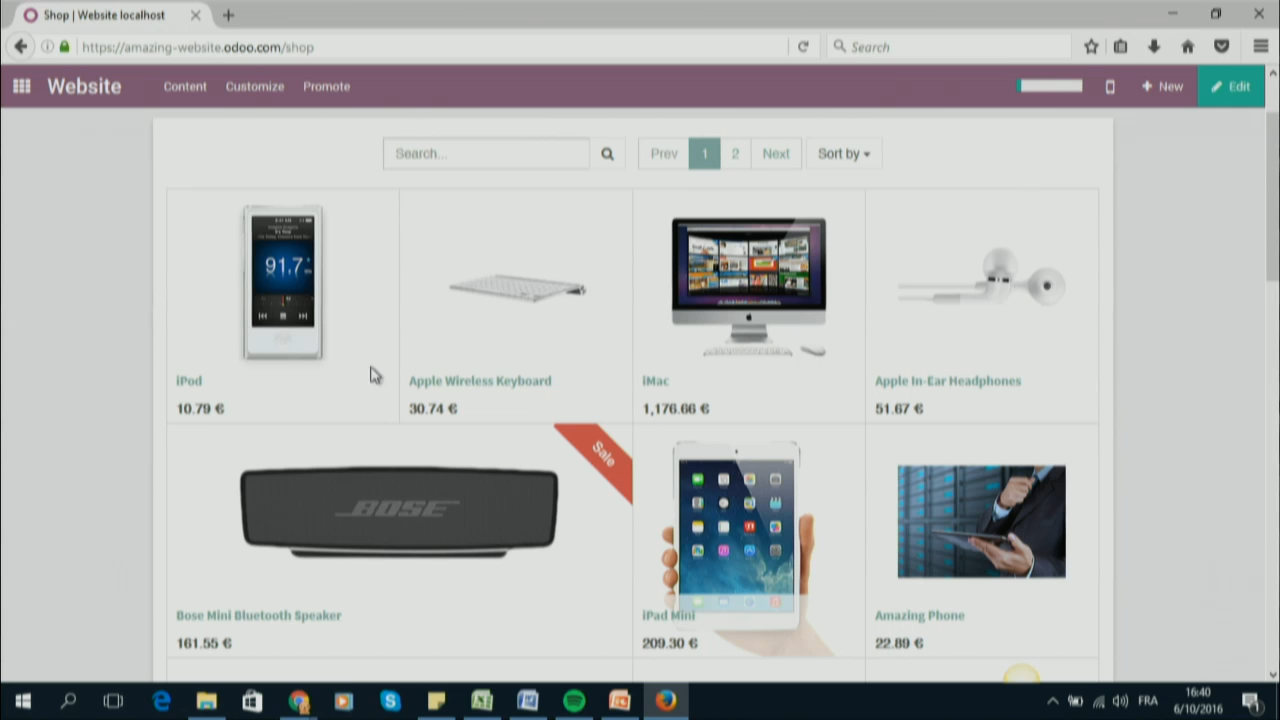 Shop | Website localhost
https://amazing-website.odoo.com/shop
Search
Website
Content
Customize
Promote
New
Edit
Search...
Prev
1
2
Next
Sort by
91.7
iPod
10.79 €
Apple Wireless Keyboard
30.74 €
iMac
1,176.66 €
Apple In-Ear Headphones
51.67 €
Sale
BOSE
Bose Mini Bluetooth Speaker
161.55 €
iPad Mini
209.30 €
Amazing Phone
22.89 €
FRA
16:40
6/10/2016